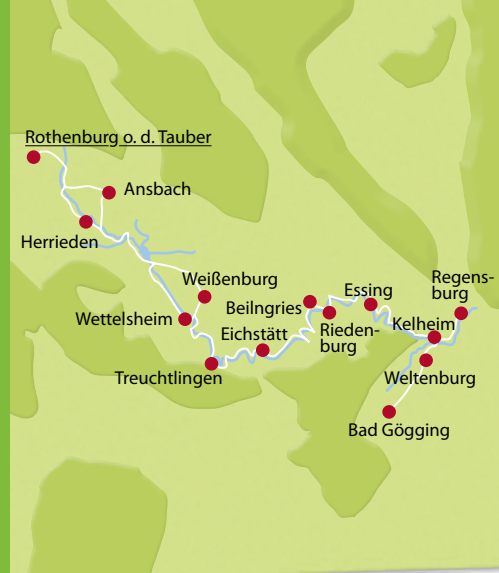 Rothenburg o. d. Tauber
Ansbach
Herrieden
Weißenburg
Wettelsheim
Treuchtlingen
Eichstätt
Beilngries
Rieden-
burg
Essing
Regens-
burg
Kelheim
Weltenburg
Bad Gögging